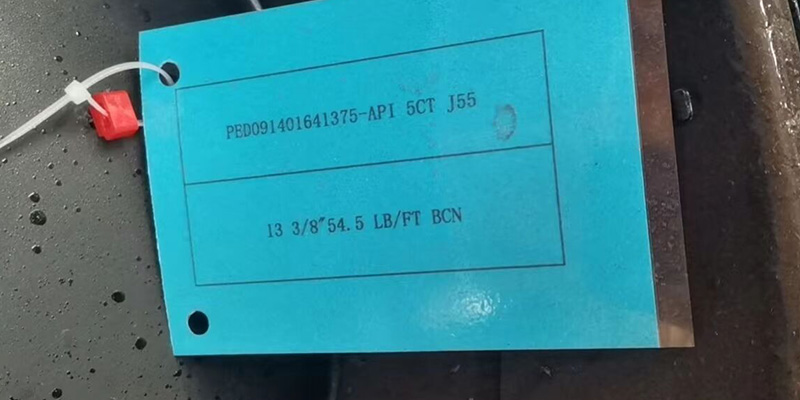 PED091401641375-API 5CT J55
13 3/8"54.5 LB/FT BCN